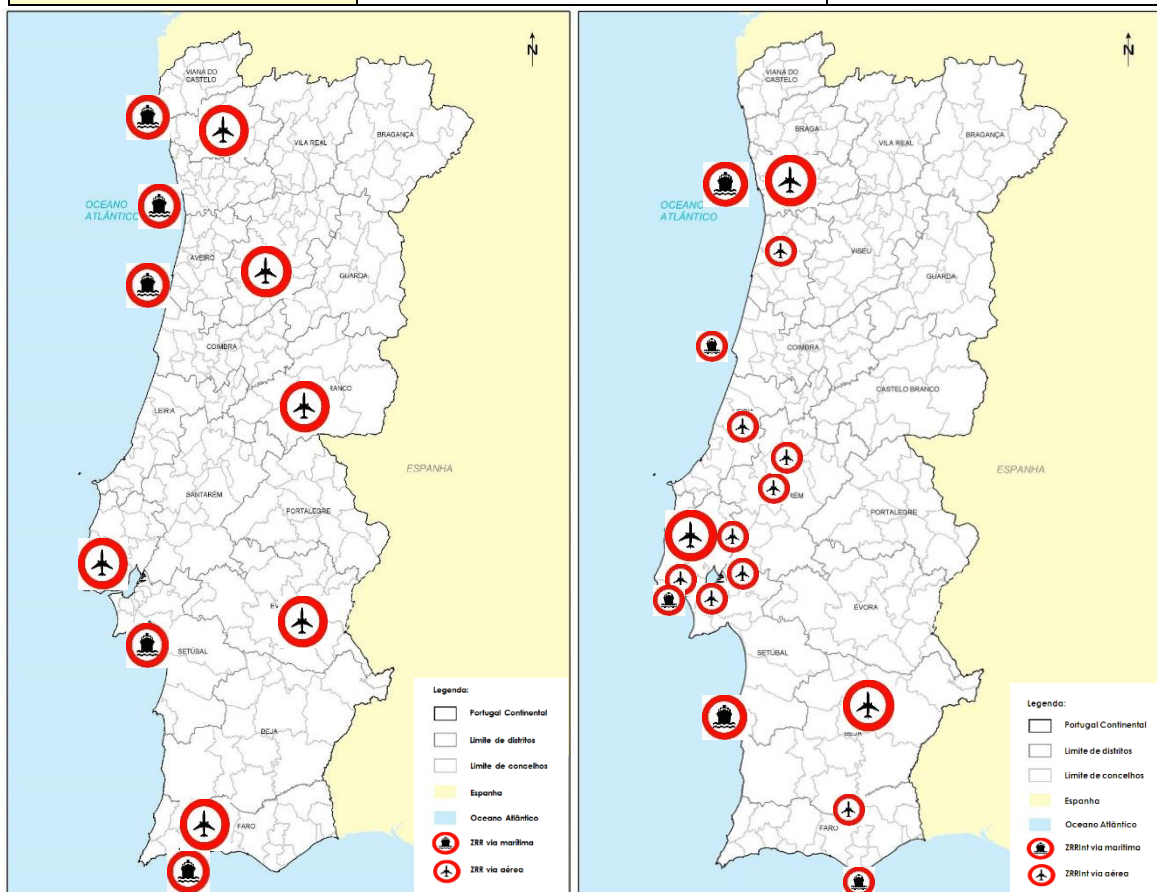 N
VIANA DO
CASTELO
BRAGANÇA
VILA REAL
OCEANO
ATLÂNTICO
AVEIRO
GUARDA
COIMBRA
RANCO
LEIRIA
ESPANHA
SANTARÉM
PORTALEGRE
SETÚBAL
BEJA
FARO
Legenda:
Portugal Continental
Limite de distritos
Limite de concelhos
Espanha
Oceano Atlântico
ZRR via marítima
ZRR via aérea
N
VIANA DO
CASTELO
BRAGA
BRAGANÇA
VILA REAL
OCEANO
ATLÂNTICO
VISEU
GUARDA
COIMBRA
CASTELO BRANCO
ESPANHA
RÉM
PORTALEGRE
ÉVORA
SETÚBAL
BEJA
FARO
Legenda:
Portugal Continental
Limite de distritos
Limite de concelhos
Espanha
Oceano Atlântico
ZRRInt via marítima
ZRRInt via aérea